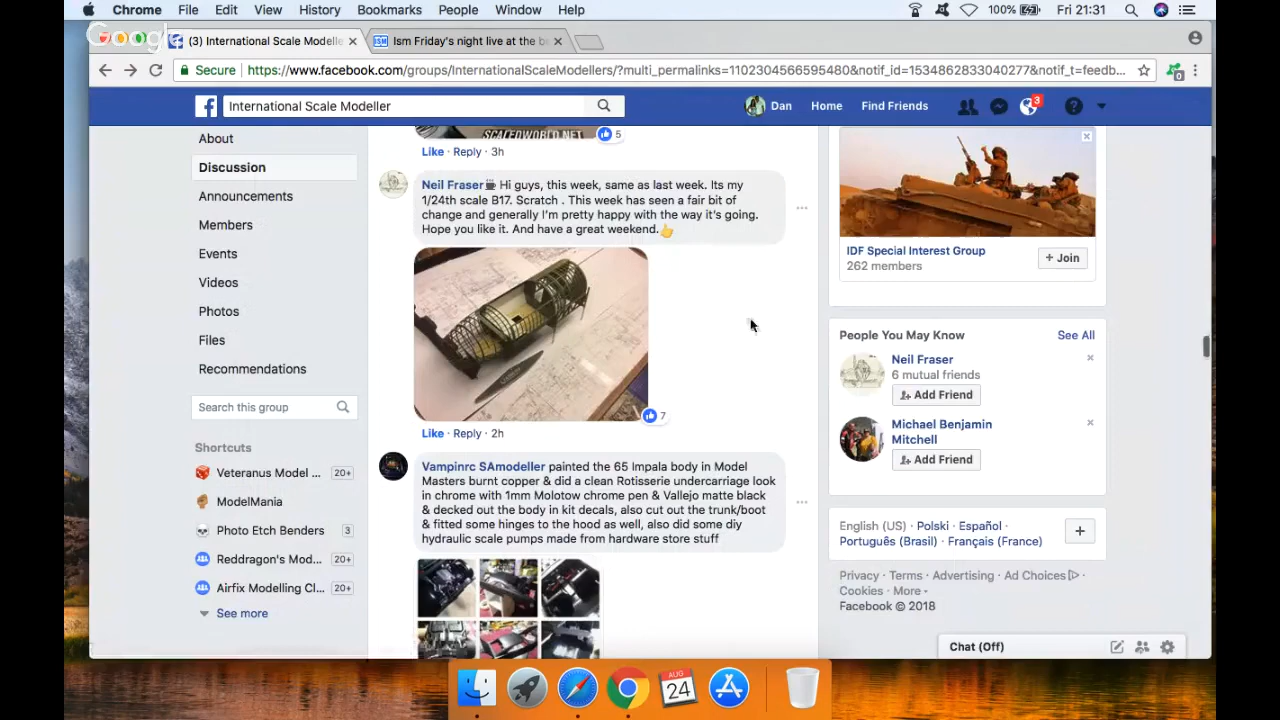 Chrome File Edit View History Bookmarks People Window Help 100% Fri 21:31
Google
(3) International Scale Modelle
Ism Friday's night live at the be
Secure https://www.facebook.com/groups/InternationalScaleModellers/?multi_permalinks=1102304566595480&notif_id=1534862833040277&notif_t=feedb...
0
f International Scale Modeller Dan Home Find Friends 3 ?
About
Discussion
Announcements
Members
Events
Videos
Photos
Files
Recommendations
Search this group
Shortcuts
Veteranus Model ... 20+
ModelMania
Photo Etch Benders 3
Reddragon's Mod... 20+
Airfix Modelling Cl... 20+
See more
SCALEDWORLD.NET
5
Like · Reply · 3h
Neil Fraser Hi guys, this week, same as last week. Its my
1/24th scale B17. Scratch . This week has seen a fair bit of
change and generally I'm pretty happy with the way it's going.
Hope you like it. And have a great weekend.
7
Like · Reply · 2h
Vampinrc SAmodeller painted the 65 Impala body in Model
Masters burnt copper & did a clean Rotisserie undercarriage look
in chrome with 1mm Molotow chrome pen & Vallejo matte black
& decked out the body in kit decals, also cut out the trunk/boot
& fitted some hinges to the hood as well, also did some diy
hydraulic scale pumps made from hardware store stuff
IDF Special Interest Group
262 members
+ Join
People You May Know See All
Neil Fraser
6 mutual friends
Add Friend
Michael Benjamin
Mitchell
Add Friend
English (US) · Polski · Español ·
Português (Brasil) · Français (France)
+
Privacy · Terms · Advertising · Ad Choices ·
Cookies · More
Facebook © 2018
Chat (Off)
AUG
24